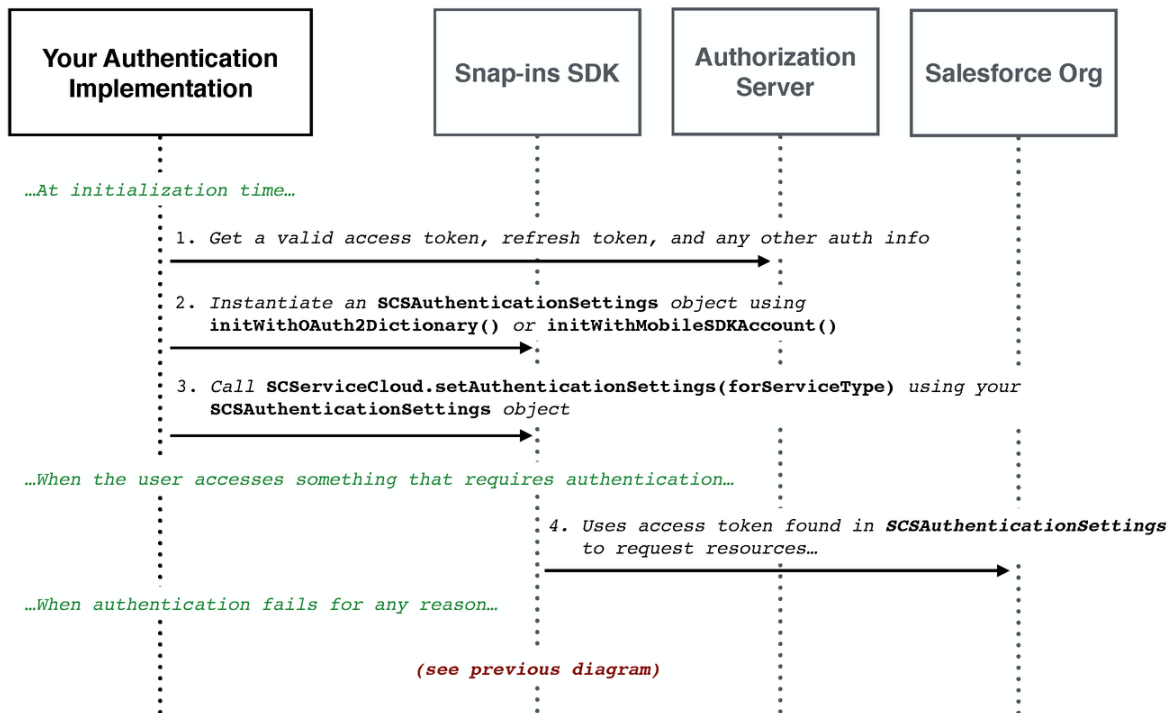 Your Authentication
Implementation
Snap-ins SDK
Authorization
Server
Salesforce Org
…At initialization time…
1. Get a valid access token, refresh token, and any other auth info
2. Instantiate an SCSAuthenticationSettings object using
initWithOAuth2Dictionary() or initWithMobileSDKAccount()
3. Call SCServiceCloud.setAuthenticationSettings(forServiceType) using your
SCSAuthenticationSettings object
…When the user accesses something that requires authentication…
4. Uses access token found in SCSAuthenticationSettings
to request resources…
…When authentication fails for any reason…
(see previous diagram)